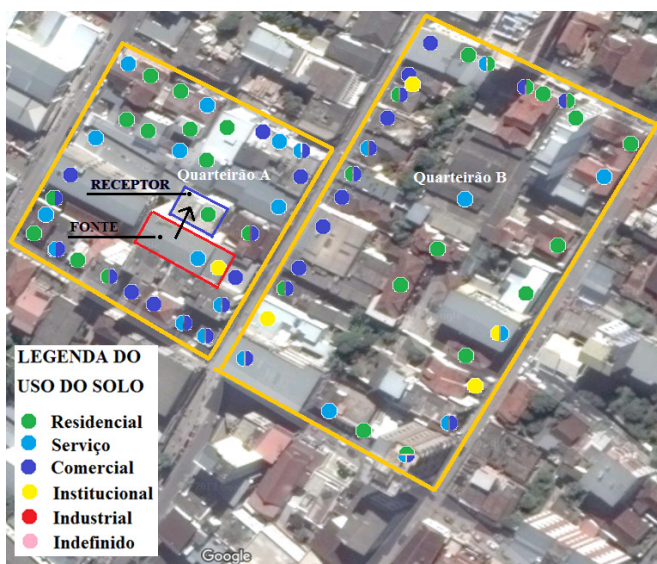 Quarteirão A
Quarteirão B
RECEPTOR
FONTE
LEGENDA DO
USO DO SOLO
Residencial
Serviço
Comercial
Institucional
Industrial
Indefinido
Google